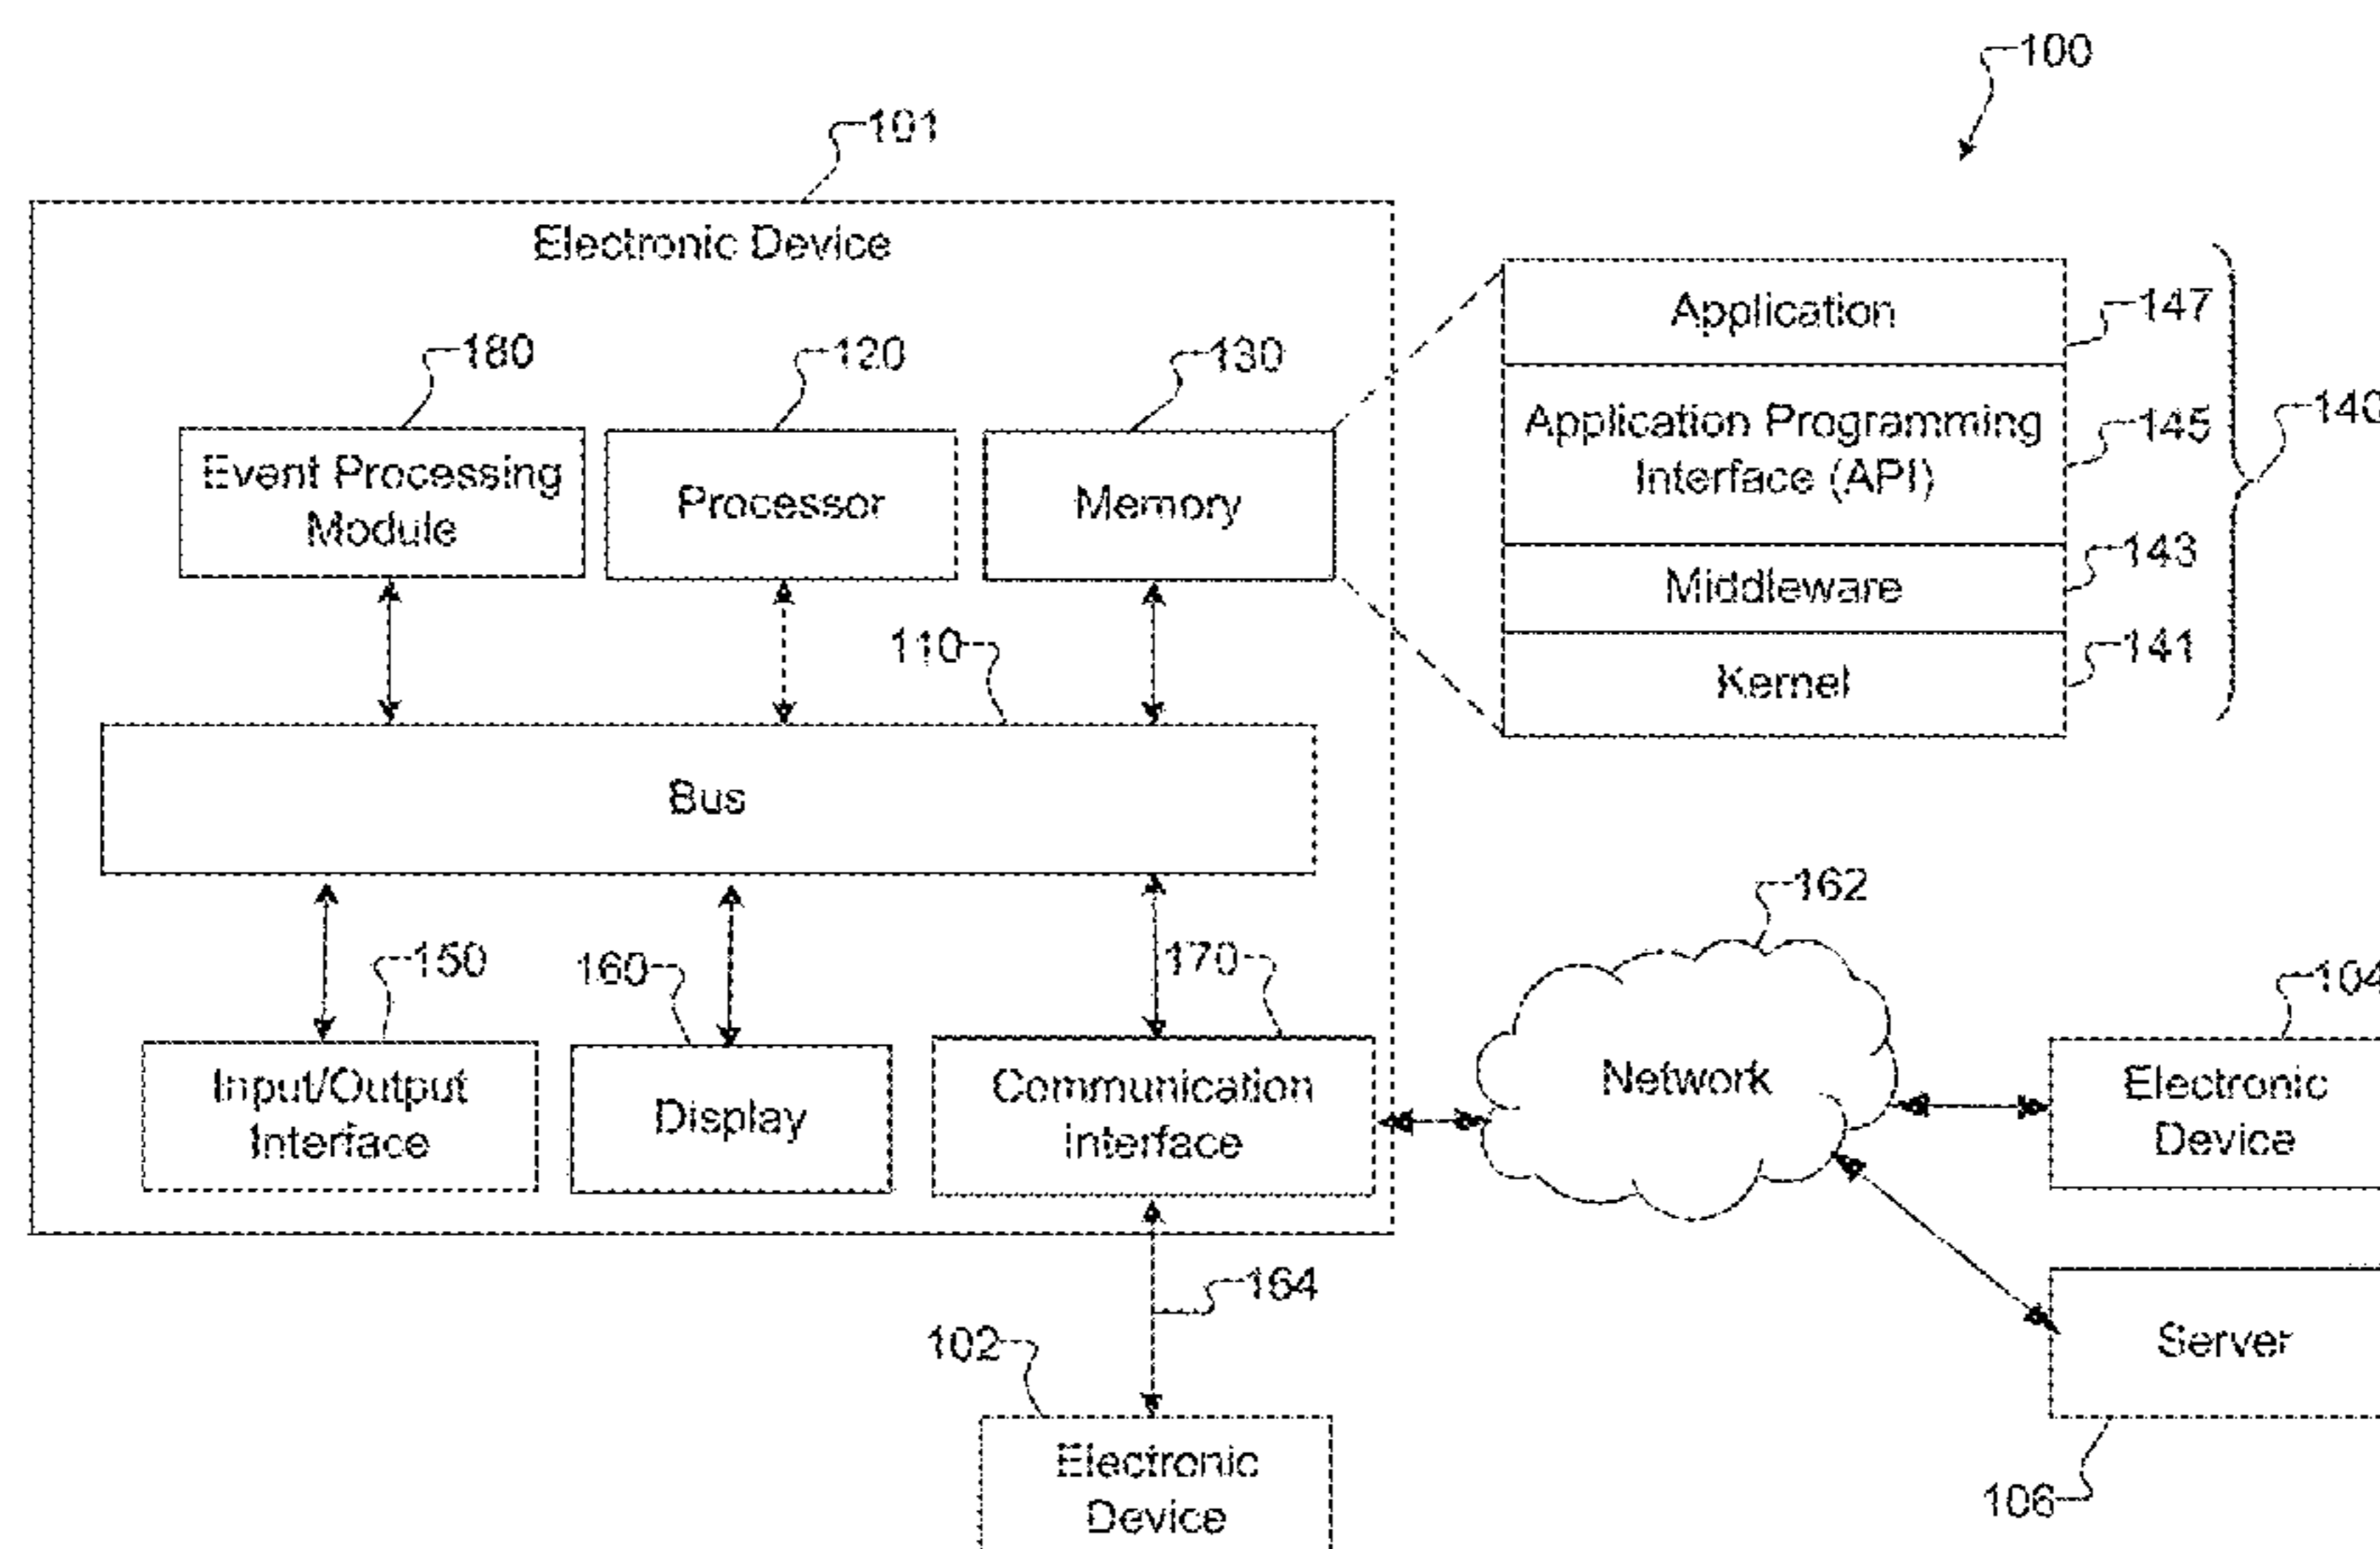 100
101
Electronic Device
180
120
130
Event Processing
Module
Processor
Memory
Application
147
Application Programming
Interface (API)
145
140
Middleware
143
Kernel
141
110
Bus
150
160
170
162
104
Input/Output
Interface
Display
Communication
interface
Network
Electronic
Device
164
102
Electronic
Device
Server
106